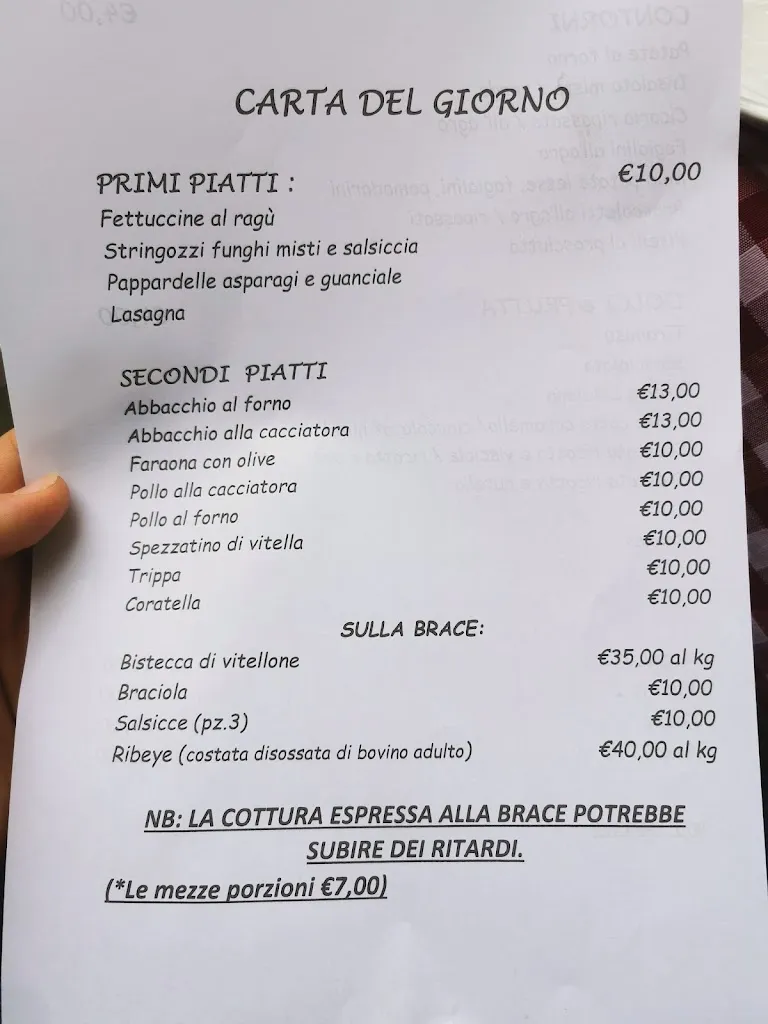 CARTA DEL GIORNO
PRIMI PIATTI : €10,00
Fettuccine al ragù
Stringozzi funghi misti e salsiccia
Pappardelle asparagi e guanciale
Lasagna
SECONDI PIATTI
Abbacchio al forno €13,00
Abbacchio alla cacciatora €13,00
Faraona con olive €10,00
Pollo alla cacciatora €10,00
Pollo al forno €10,00
Spezzatino di vitella €10,00
Trippa €10,00
Coratella €10,00
SULLA BRACE:
Bistecca di vitellone €35,00 al kg
Braciola €10,00
Salsicce (pz.3) €10,00
Ribeye (costata disossata di bovino adulto) €40,00 al kg
NB: LA COTTURA ESPRESSA ALLA BRACE POTREBBE
SUBIRE DEI RITARDI.
(*Le mezze porzioni €7,00)